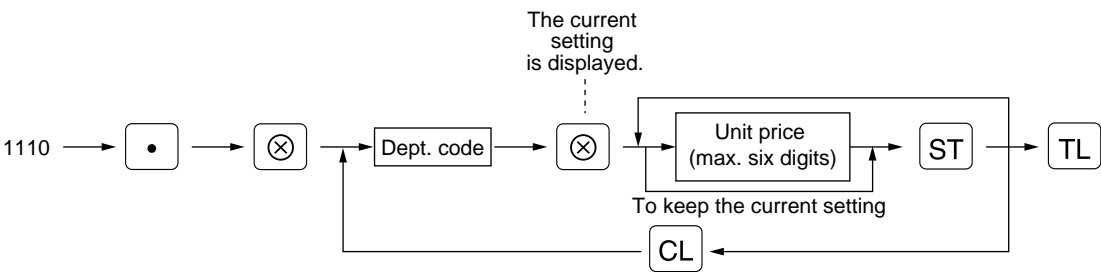 The current
setting
is displayed.
1110
•
⊗
Dept. code
⊗
Unit price
(max. six digits)
ST
TL
To keep the current setting
CL